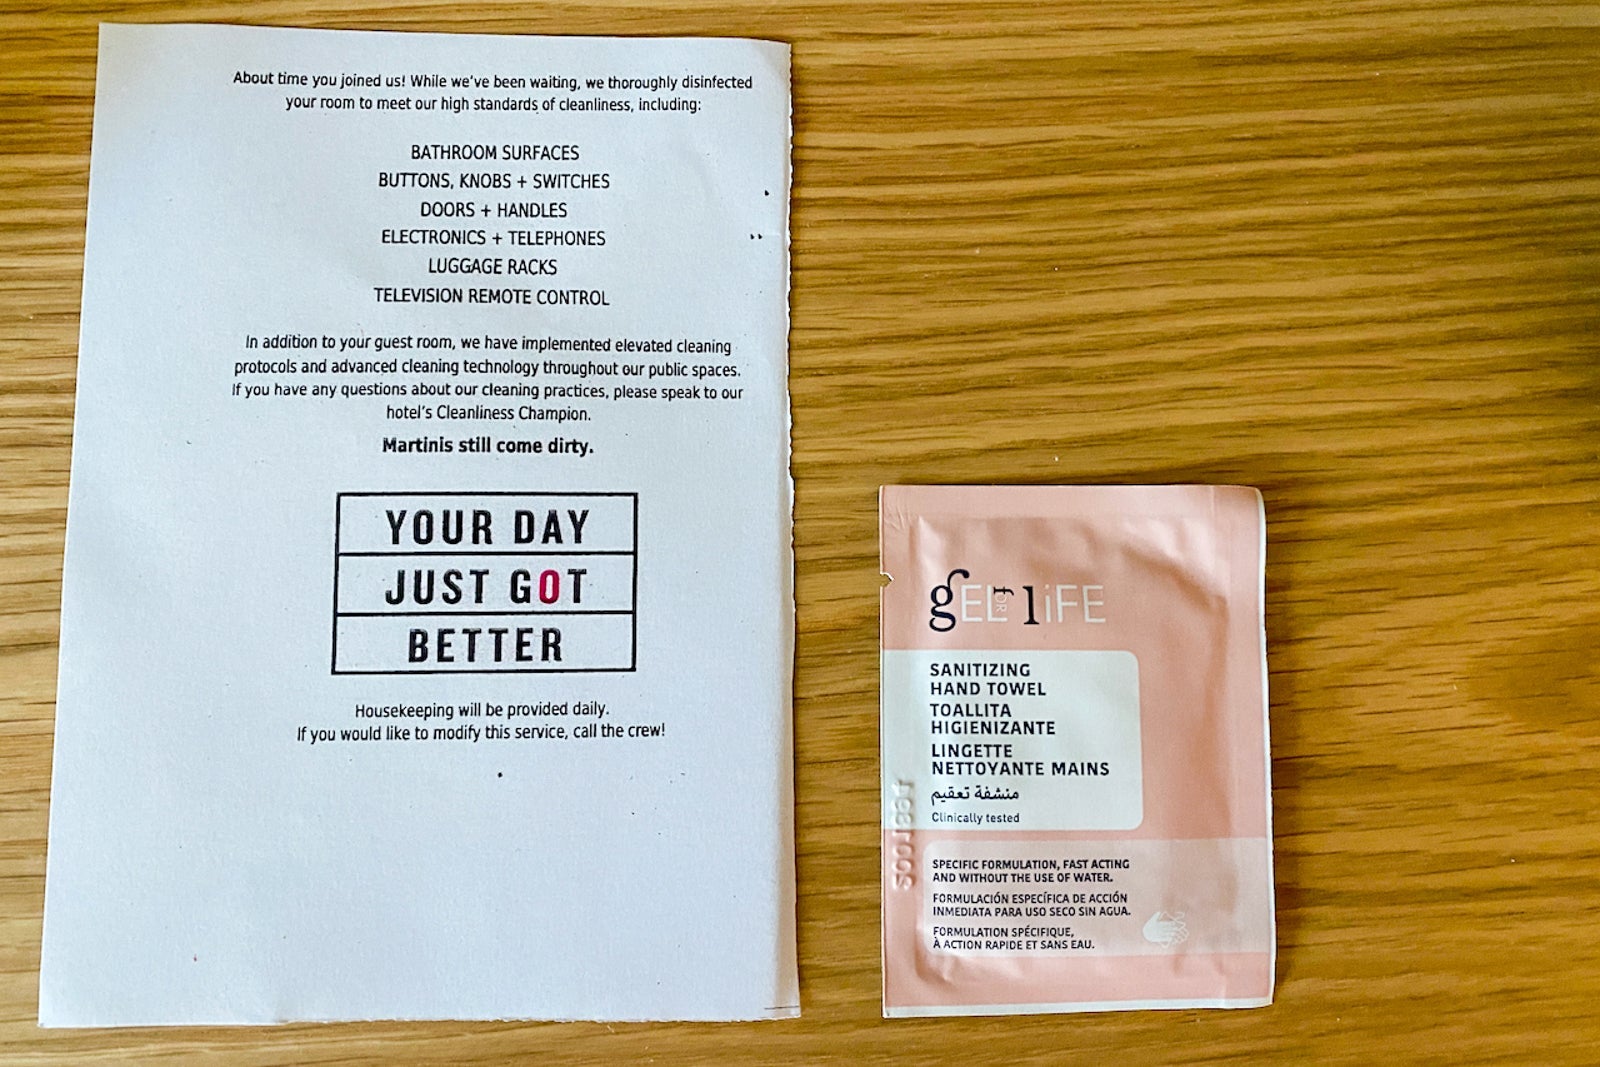 About time you joined us! While we've been waiting, we thoroughly disinfected
your room to meet our high standards of cleanliness, including:
BATHROOM SURFACES
BUTTONS, KNOBS + SWITCHES
DOORS + HANDLES
ELECTRONICS + TELEPHONES
LUGGAGE RACKS
TELEVISION REMOTE CONTROL
In addition to your guest room, we have implemented elevated cleaning
protocols and advanced cleaning technology throughout our public spaces.
If you have any questions about our cleaning practices, please speak to our
hotel's Cleanliness Champion.
Martinis still come dirty.
YOUR DAY
JUST GOT
BETTER
Housekeeping will be provided daily.
If you would like to modify this service, call the crew!
gEL fOR liFE
SANITIZING
HAND TOWEL
TOALLITA
HIGIENIZANTE
LINGETTE
NETTOYANTE MAINS
منشفة تعقيم
Clinically tested
SPECIFIC FORMULATION, FAST ACTING
AND WITHOUT THE USE OF WATER.
FORMULACIÓN ESPECÍFICA DE ACCIÓN
INMEDIATA PARA USO SECO SIN AGUA.
FORMULATION SPÉCIFIQUE,
À ACTION RAPIDE ET SANS EAU.